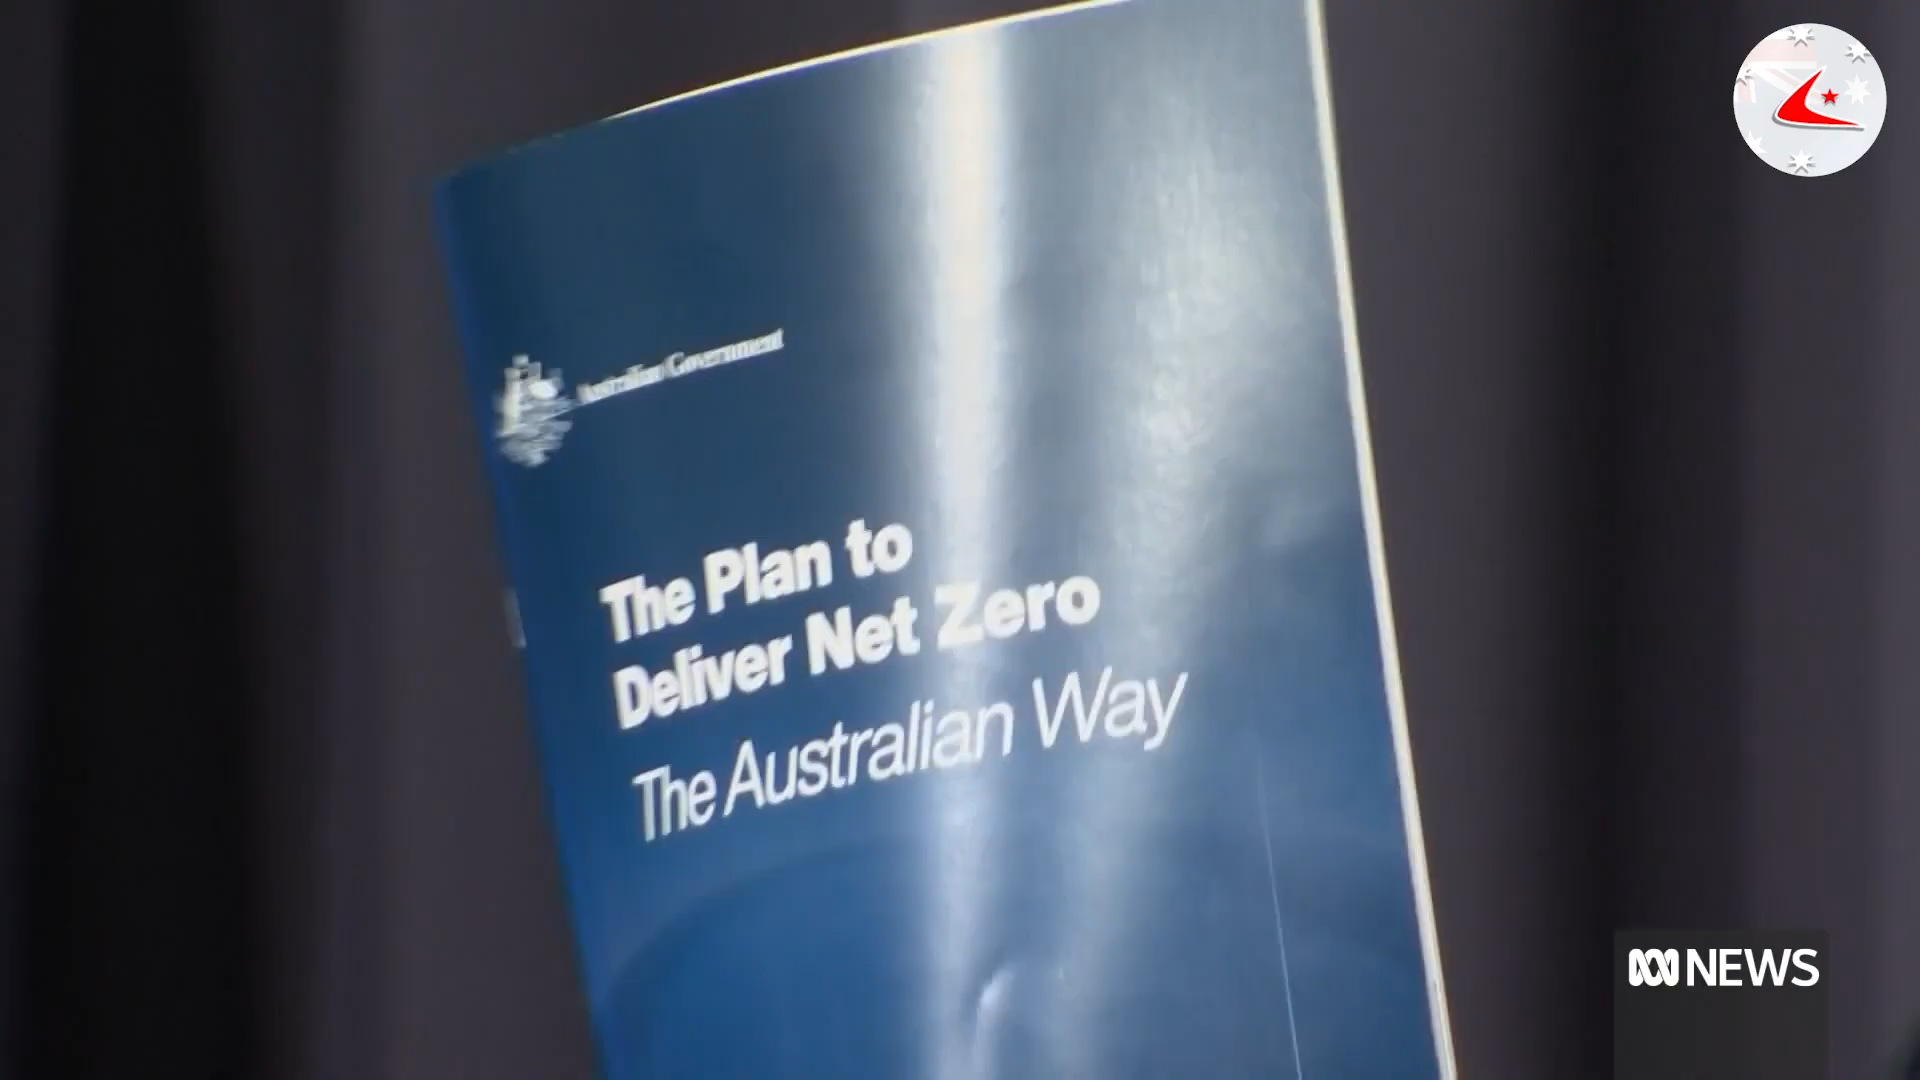 Australian Government
The Plan to
Deliver Net Zero
The Australian Way
NEWS